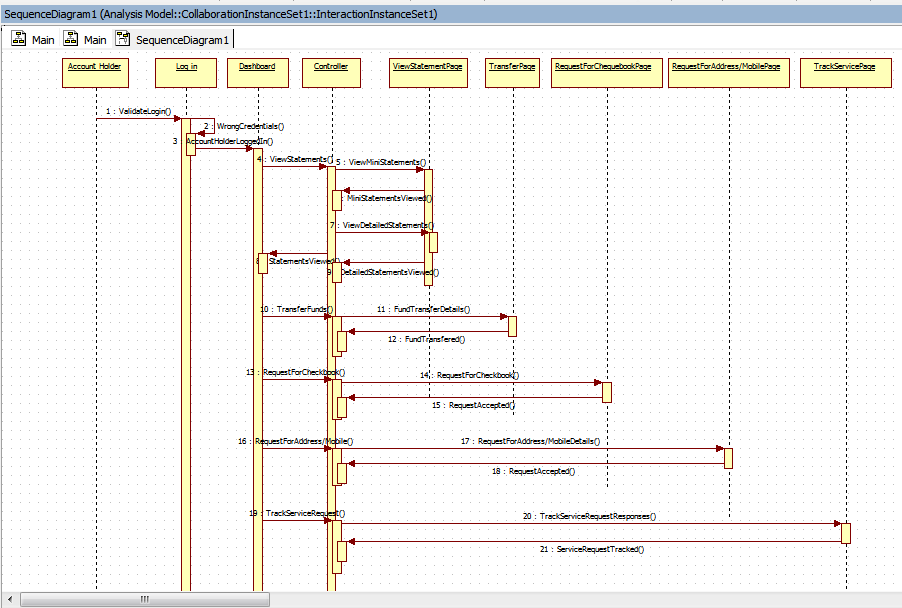 SequenceDiagram1 (Analysis Model::CollaborationInstanceSet1::InteractionInstanceSet1)
Main Main SequenceDiagram1
Account Holder Log in Dashboard Controller ViewStatementPage TransferPage RequestForChequebookPage RequestForAddress/MobilePage TrackServicePage
1 : ValidateLogin()
2 : WrongCredentials()
3 : AccountHolderLoggedIn()
4 : ViewStatements()
5 : ViewMiniStatements()
: MiniStatementsViewed()
7 : ViewDetailedStatements()
8 : StatementsViewed()
9 : DetailedStatementsViewed()
10 : TransferFunds()
11 : FundTransferDetails()
12 : FundTransfered()
13 : RequestForCheckbook()
14 : RequestForCheckbook()
15 : RequestAccepted()
16 : RequestForAddress/Mobile()
17 : RequestForAddress/MobileDetails()
18 : RequestAccepted()
19 : TrackServiceRequest()
20 : TrackServiceRequestResponses()
21 : ServiceRequestTracked()